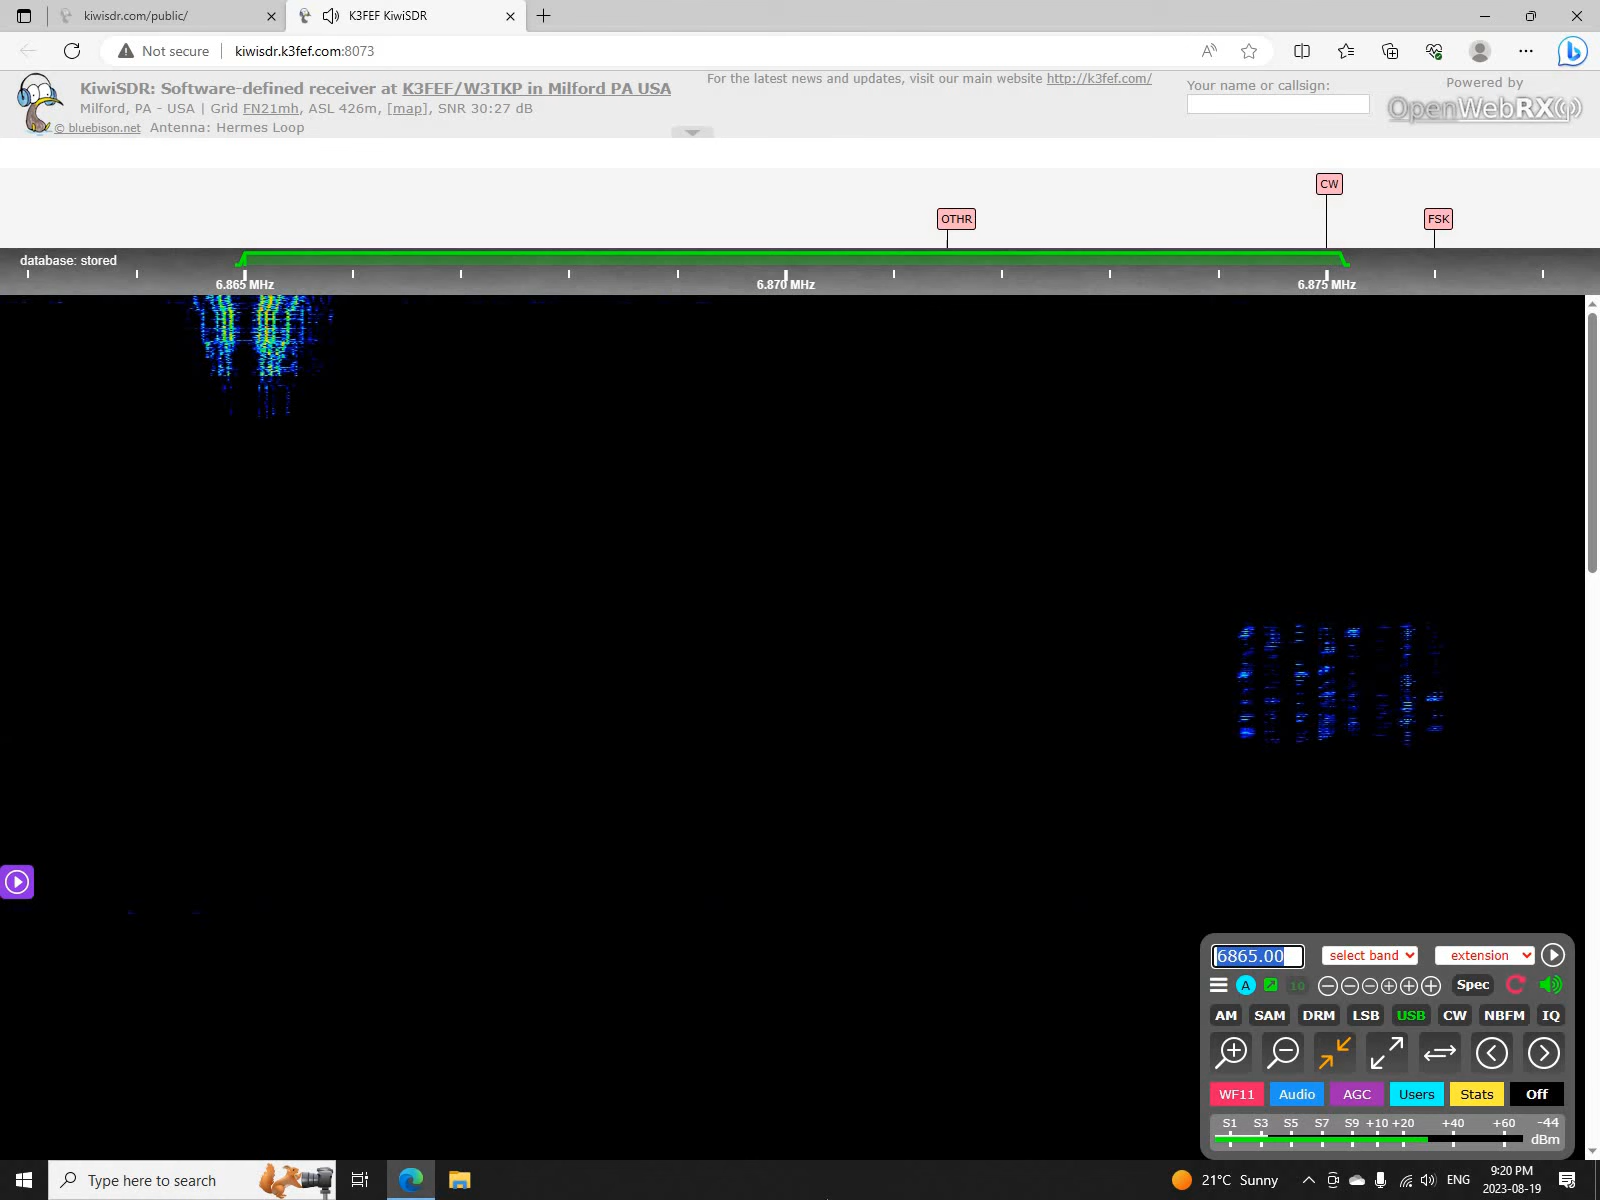 kiwisdr.com/public/
K3FEF KiwiSDR
Not secure
kiwisdr.k3fef.com:8073
KiwiSDR: Software-defined receiver at K3FEF/W3TKP in Milford PA USA
Milford, PA - USA | Grid FN21mh, ASL 426m, [map], SNR 30:27 dB
© bluebison.net Antenna: Hermes Loop
For the latest news and updates, visit our main website http://k3fef.com/
Your name or callsign:
Powered by
OpenWebRX
CW
OTHR
FSK
database: stored
6.865 MHz
6.870 MHz
6.875 MHz
6865.00
select band
extension
A
10
Spec
AM SAM DRM LSB USB CW NBFM IQ
WF11 Audio AGC Users Stats Off
S1 S3 S5 S7 S9 +10 +20 +40 +60 -44
dBm
Type here to search
21°C Sunny
ENG
9:20 PM
2023-08-19